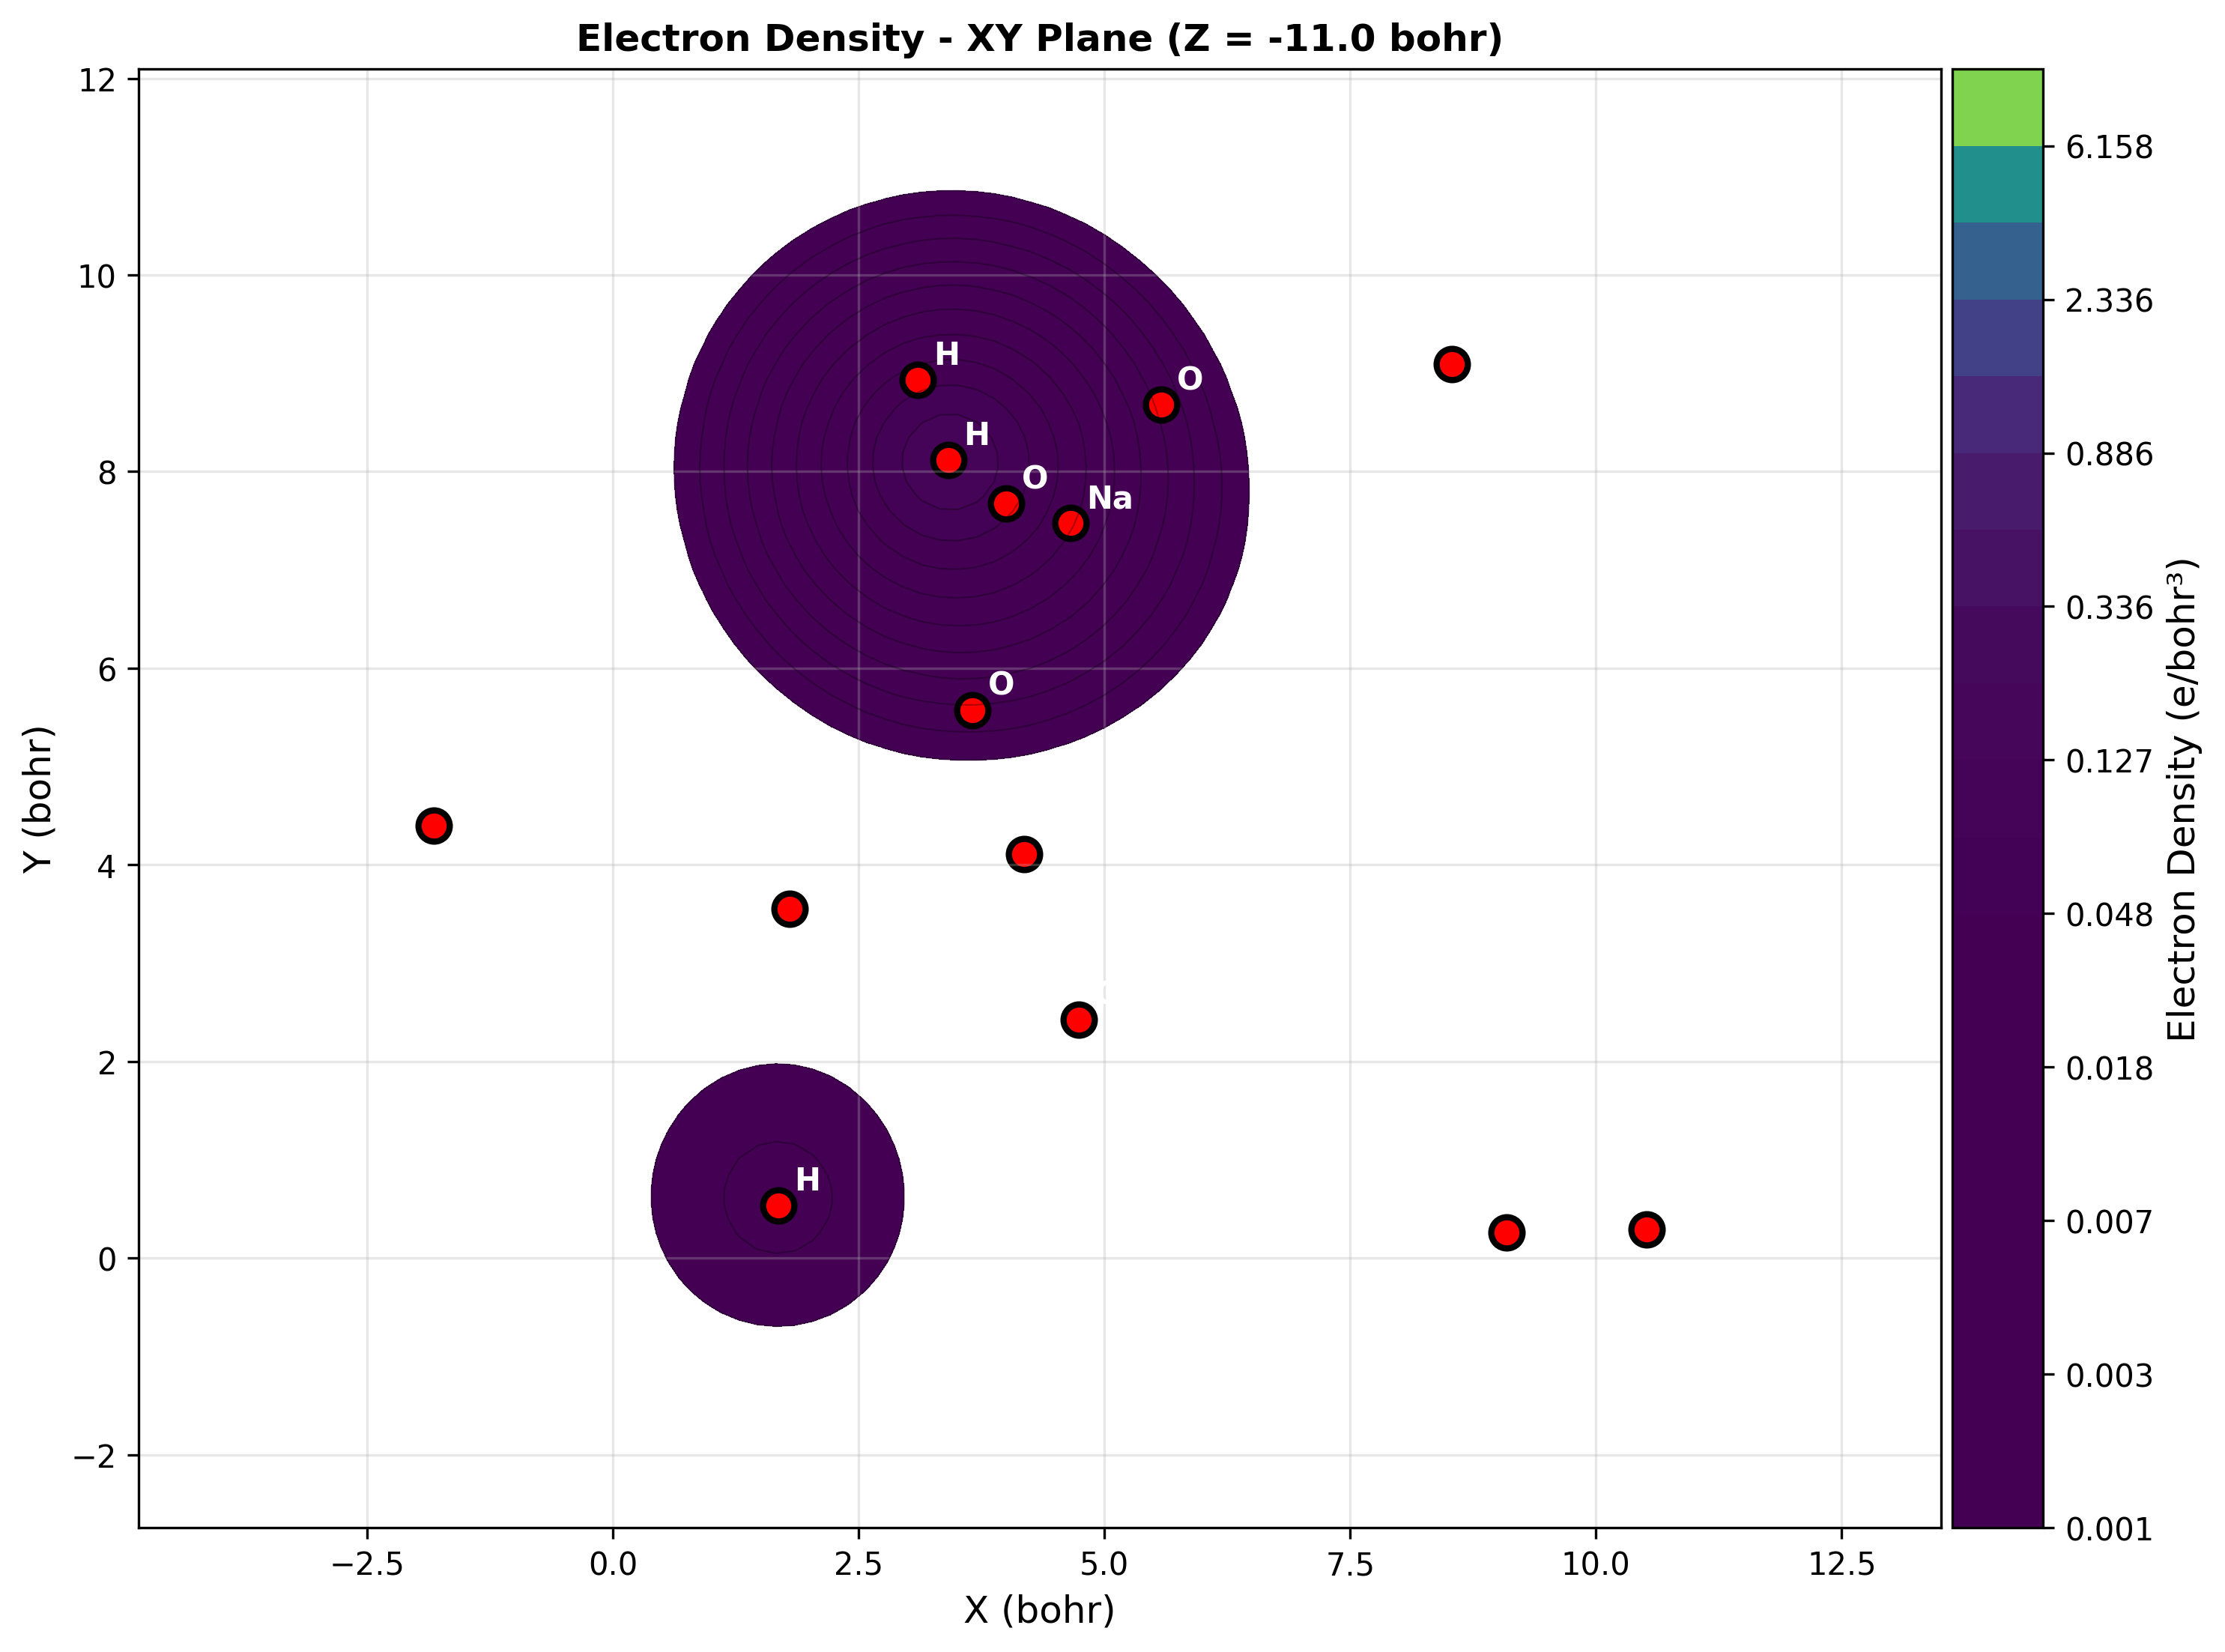 Electron Density - XY Plane (Z = -11.0 bohr)
12
10
8
6
4
2
0
−2
Y (bohr)
H
O
H
O
Na
O
H
−2.5
0.0
2.5
5.0
7.5
10.0
12.5
X (bohr)
6.158
2.336
0.886
0.336
0.127
0.048
0.018
0.007
0.003
0.001
Electron Density (e/bohr³)